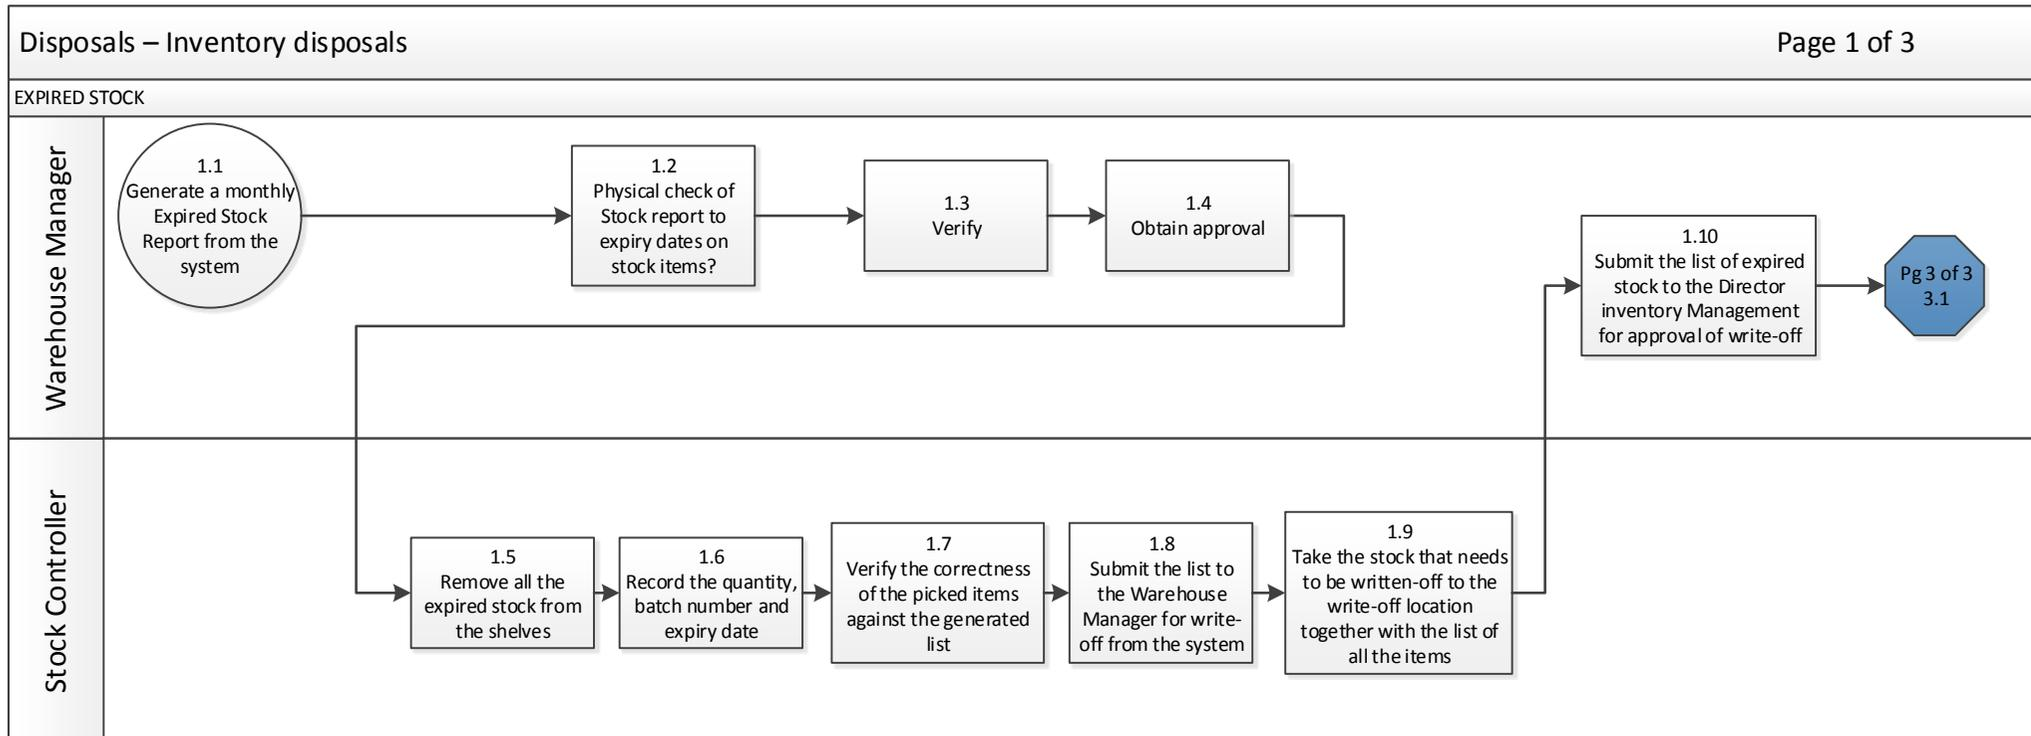 Disposals – Inventory disposals
Page 1 of 3
EXPIRED STOCK
Warehouse Manager
1.1
Generate a monthly
Expired Stock
Report from the
system
1.2
Physical check of
Stock report to
expiry dates on
stock items?
1.3
Verify
1.4
Obtain approval
1.10
Submit the list of expired
stock to the Director
inventory Management
for approval of write-off
Pg 3 of 3
3.1
Stock Controller
1.5
Remove all the
expired stock from
the shelves
1.6
Record the quantity,
batch number and
expiry date
1.7
Verify the correctness
of the picked items
against the generated
list
1.8
Submit the list to
the Warehouse
Manager for write-
off from the system
1.9
Take the stock that needs
to be written-off to the
write-off location
together with the list of
all the items